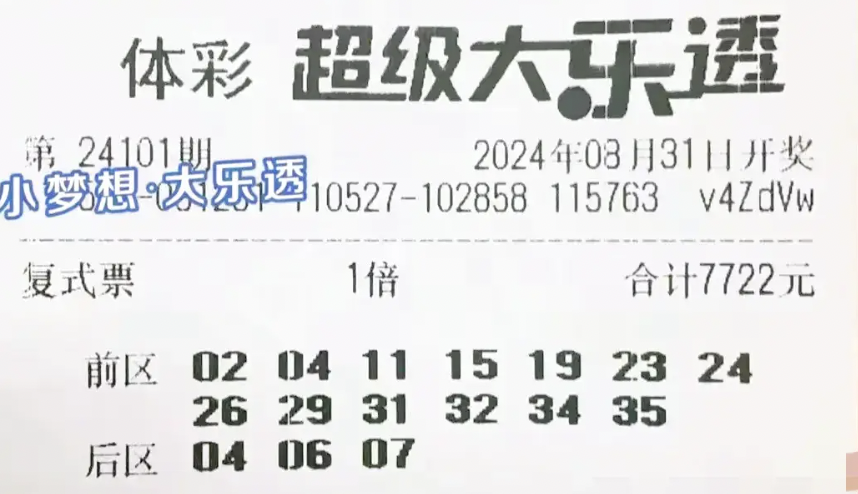 体彩 超级大乐透
第 24101期 2024年08月31日开奖
小梦想·大乐透
110527-102858 115763 v4ZdVw
复式票 1倍 合计7722元
前区 02 04 11 15 19 23 24
26 29 31 32 34 35
后区 04 06 07